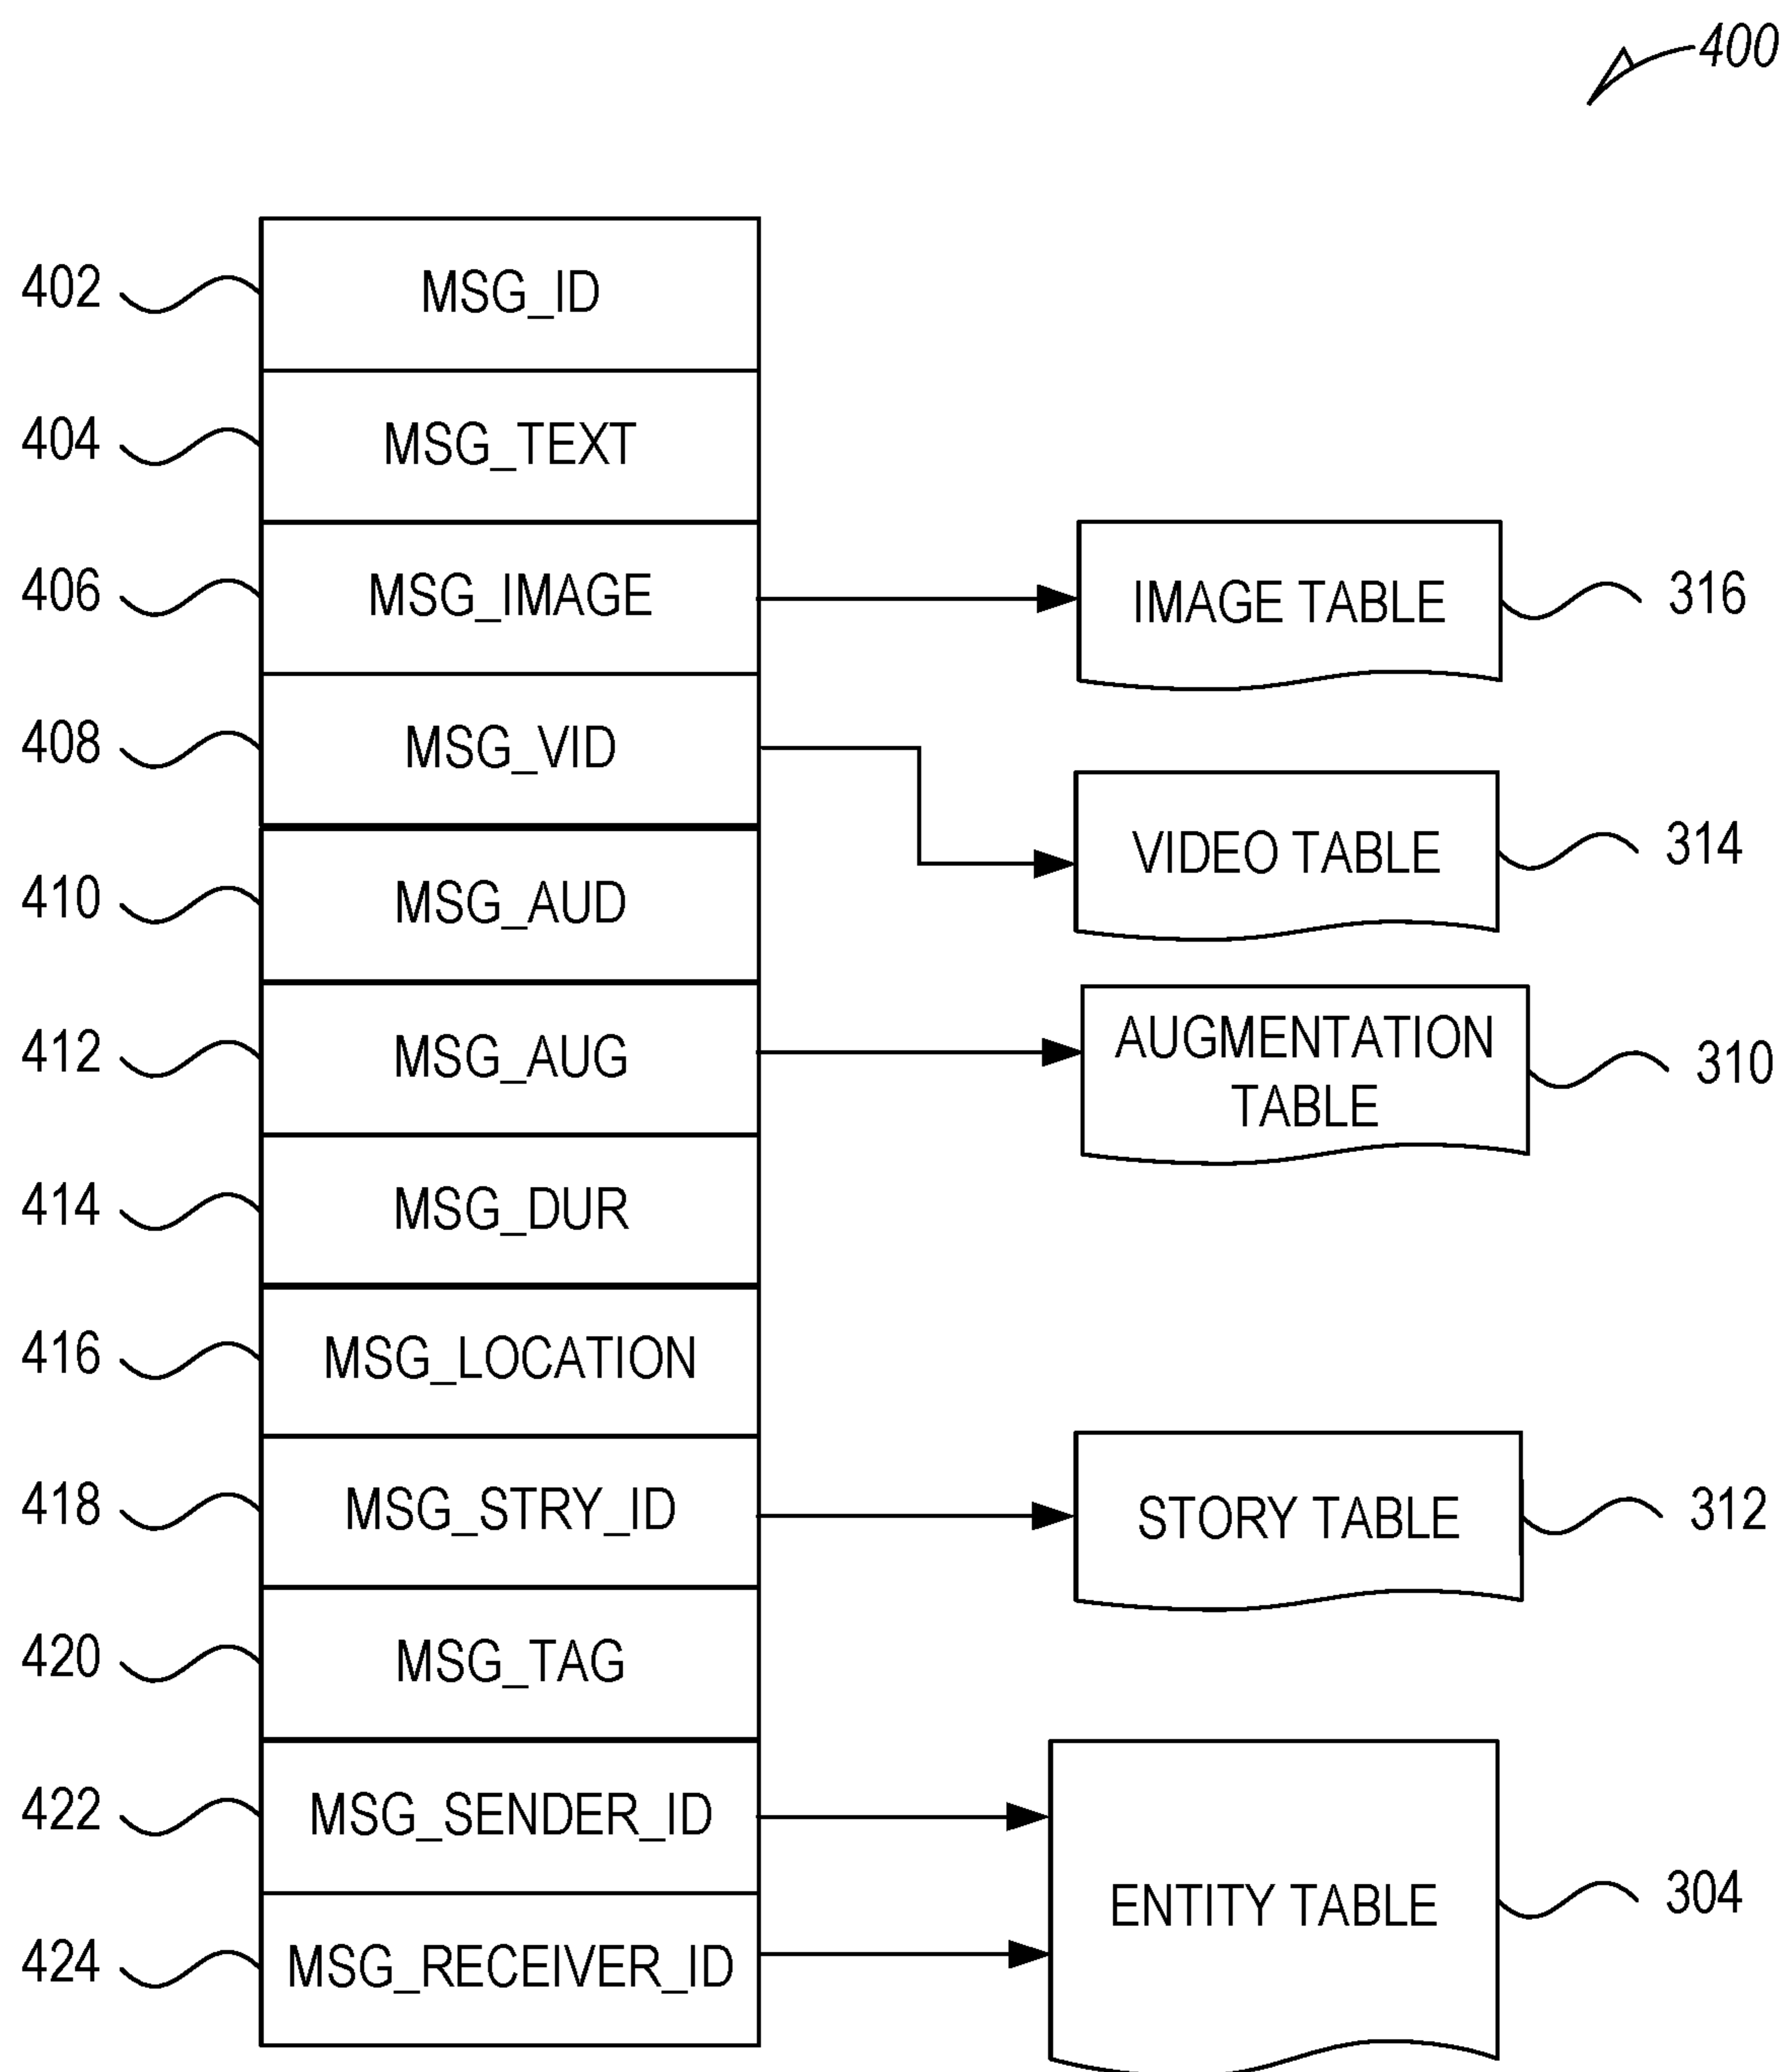 400
402 MSG_ID
404 MSG_TEXT
406 MSG_IMAGE IMAGE TABLE 316
408 MSG_VID
VIDEO TABLE 314
410 MSG_AUD
412 MSG_AUG AUGMENTATION
TABLE 310
414 MSG_DUR
416 MSG_LOCATION
418 MSG_STRY_ID STORY TABLE 312
420 MSG_TAG
422 MSG_SENDER_ID
ENTITY TABLE 304
424 MSG_RECEIVER_ID